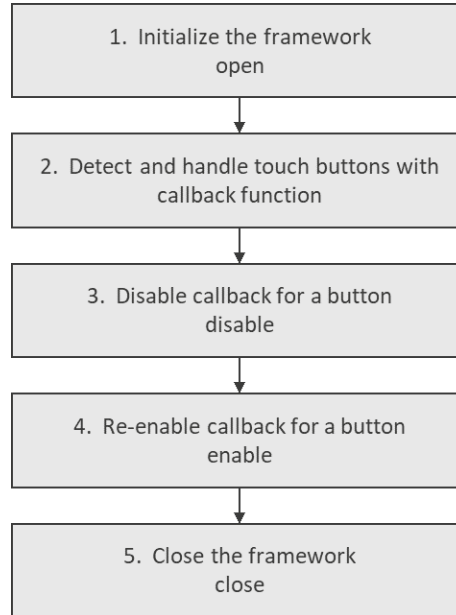 1. Initialize the framework
open
2. Detect and handle touch buttons with
callback function
3. Disable callback for a button
disable
4. Re-enable callback for a button
enable
5. Close the framework
close